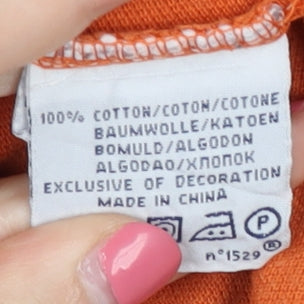 100% COTTON/COTON/COTONE
BAUMWOLLE/KATOEN
BOMULD/ALGODON
ALGODAO/ХЛОПОК
EXCLUSIVE OF DECORATION
MADE IN CHINA
P
n°1529®